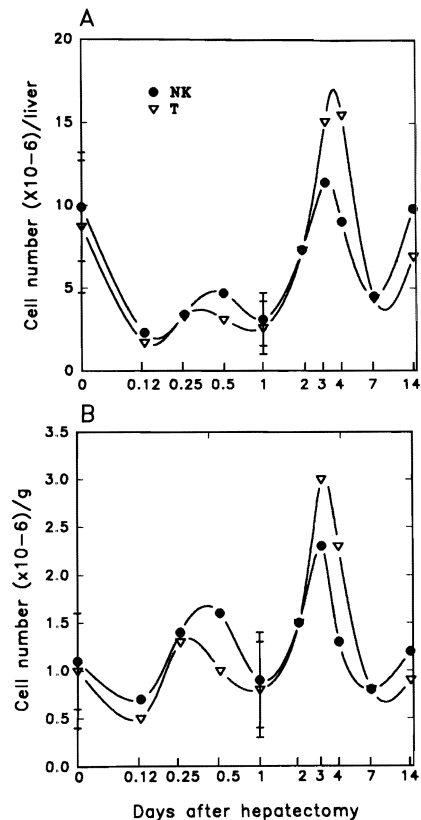 A
Cell number (X10-6)/liver
20
15
10
5
0
NK
T
0 0.12 0.25 0.5 1 2 3 4 7 14
B
Cell number (x10-6)/g
3.5
3.0
2.5
2.0
1.5
1.0
0.5
0.0
0 0.12 0.25 0.5 1 2 3 4 7 14
Days after hepatectomy